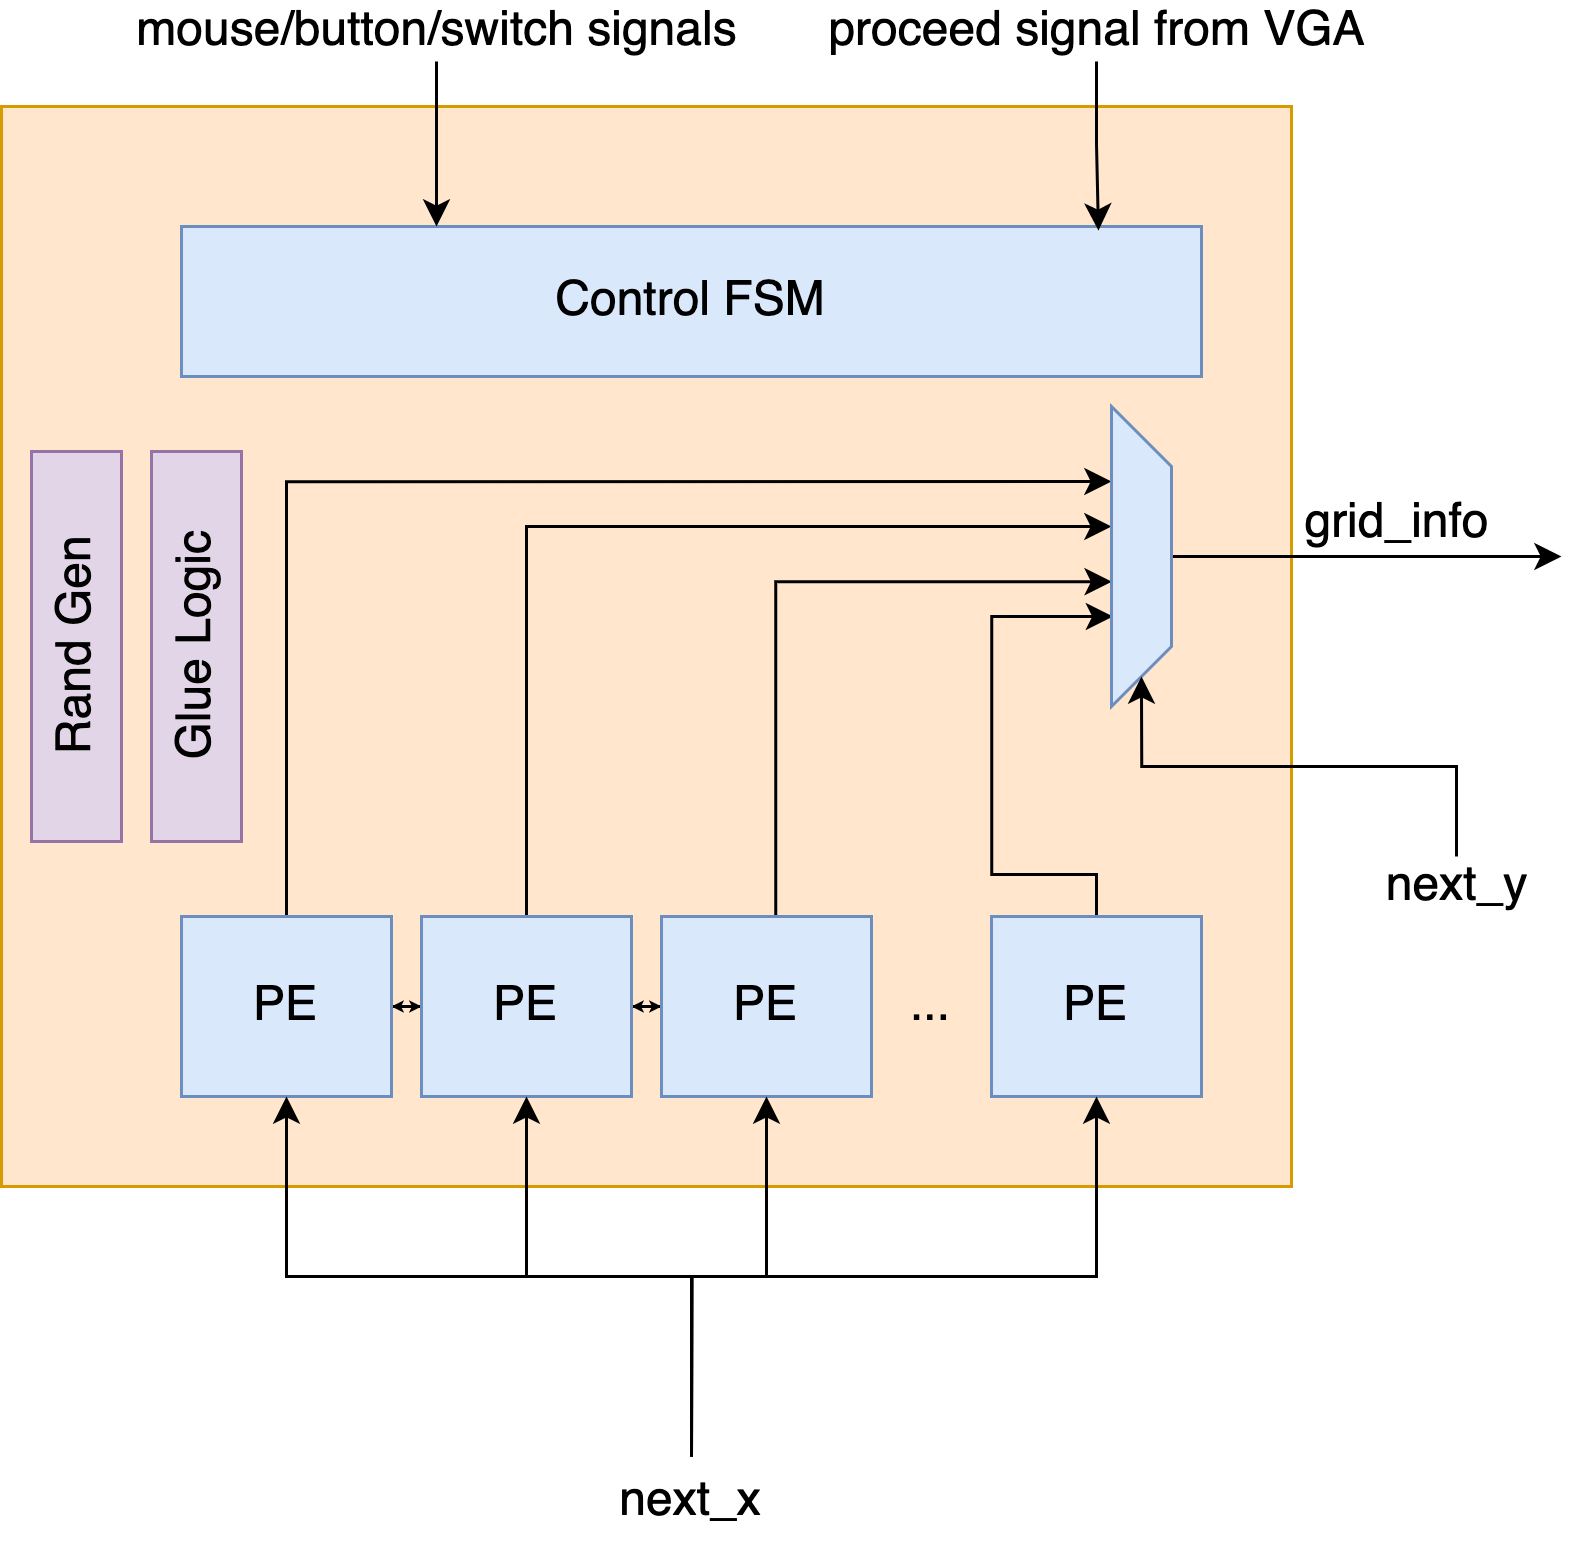 mouse/button/switch signals
proceed signal from VGA
Control FSM
Rand Gen
Glue Logic
grid_info
next_y
PE
PE
PE
...
PE
next_x